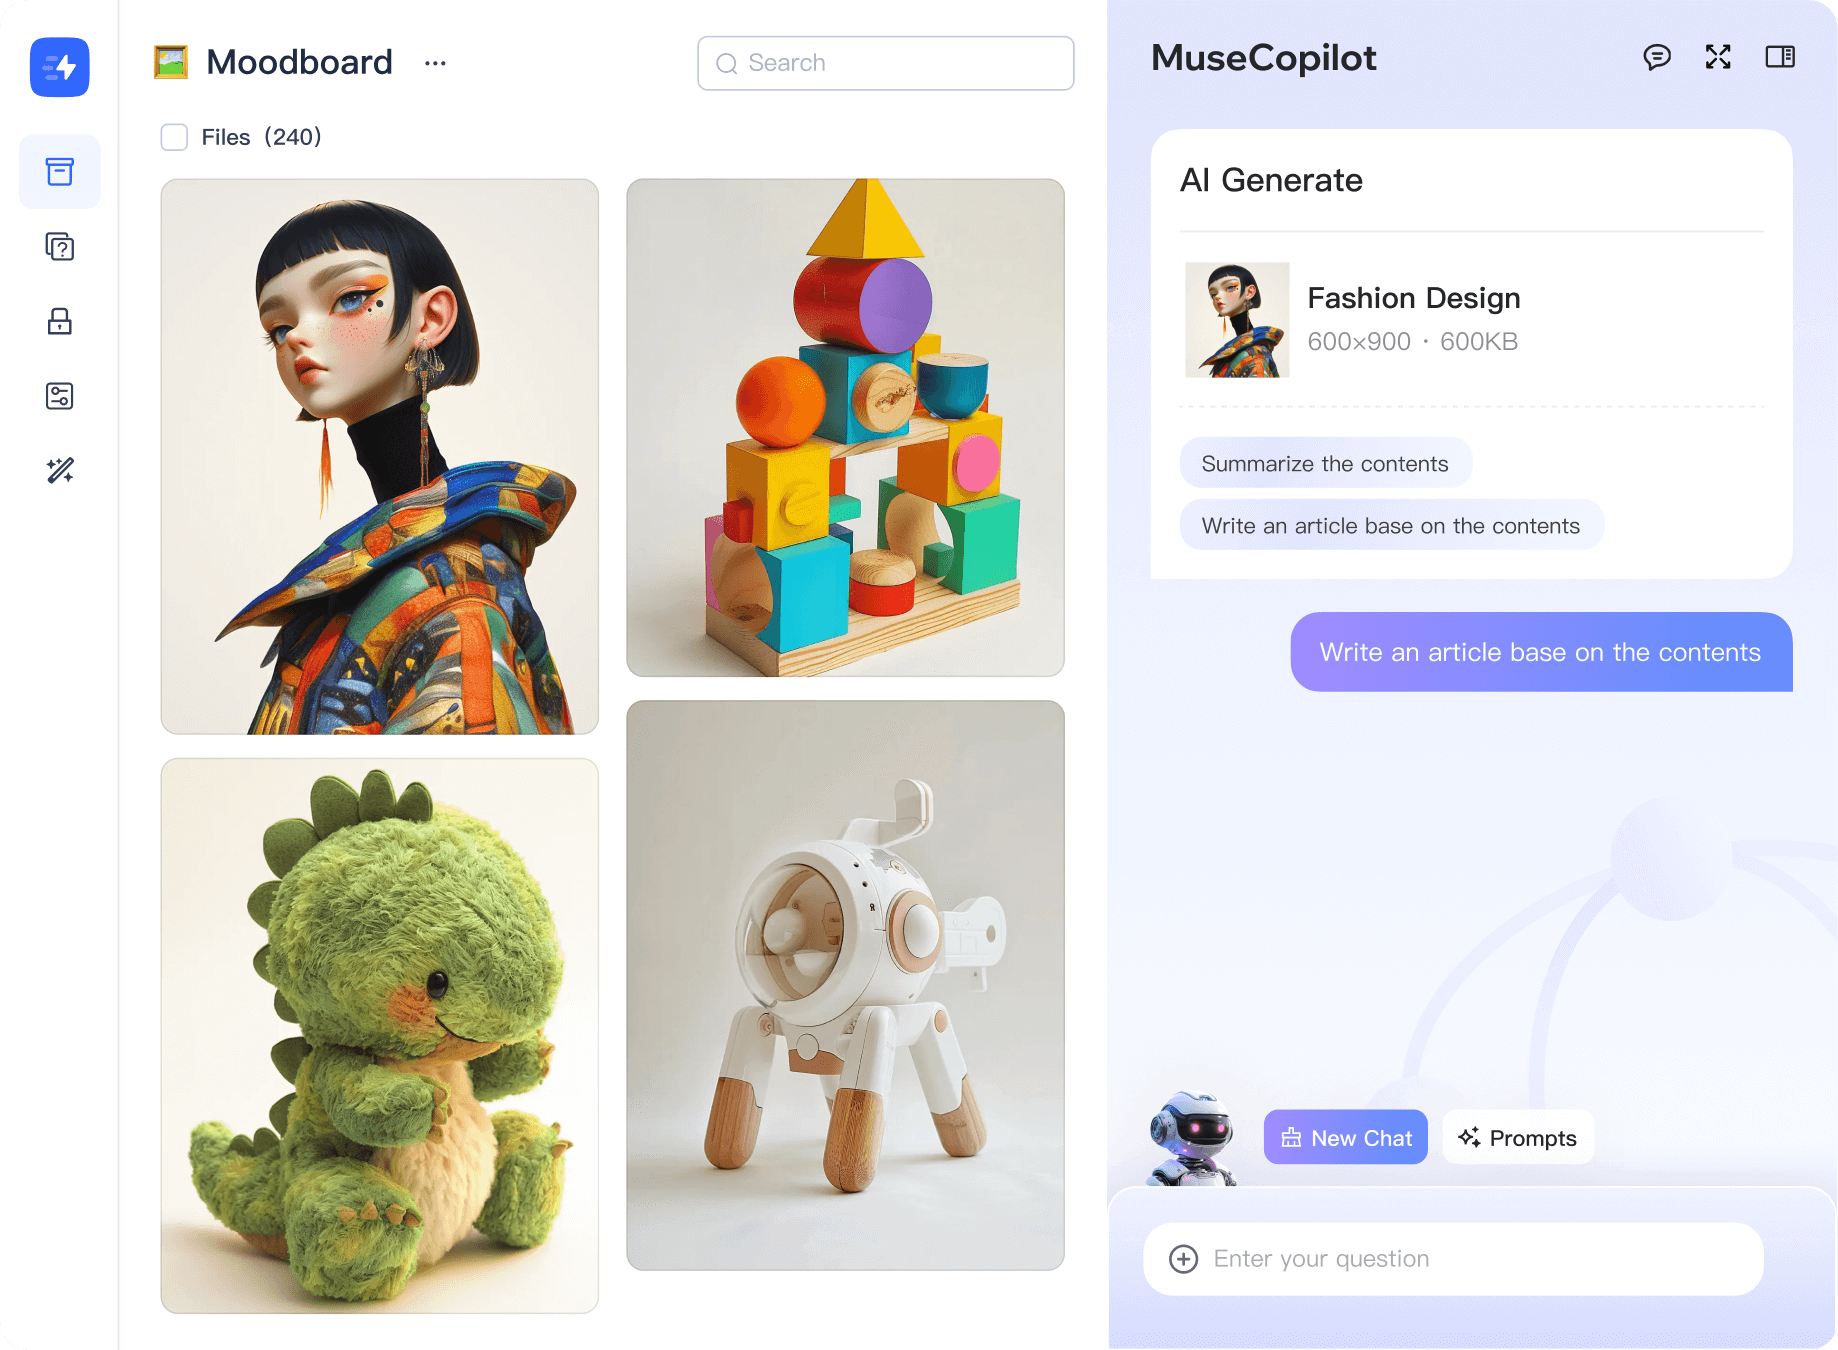 Moodboard
Search
Files (240)
MuseCopilot
AI Generate
Fashion Design
600×900 · 600KB
Summarize the contents
Write an article base on the contents
Write an article base on the contents
New Chat
Prompts
Enter your question